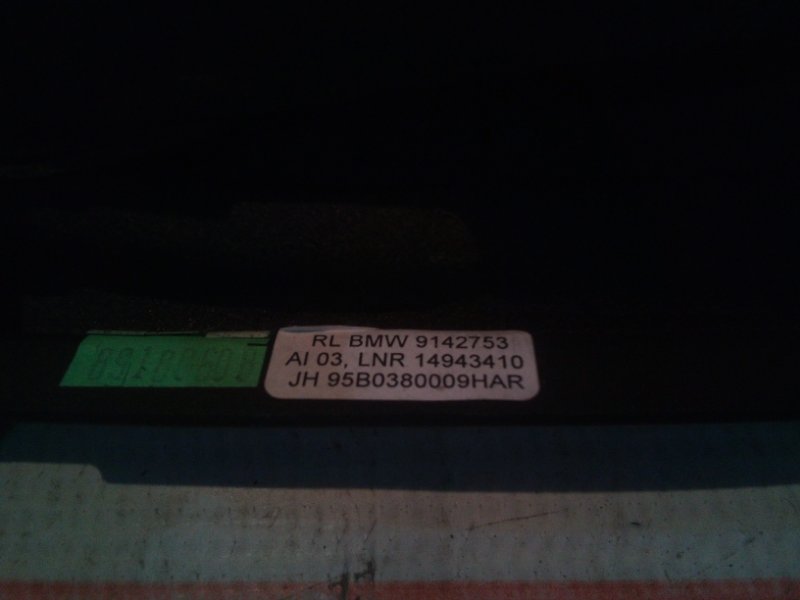 RL BMW 9142753
AI 03, LNR 14943410
JH 95B0380009HAR